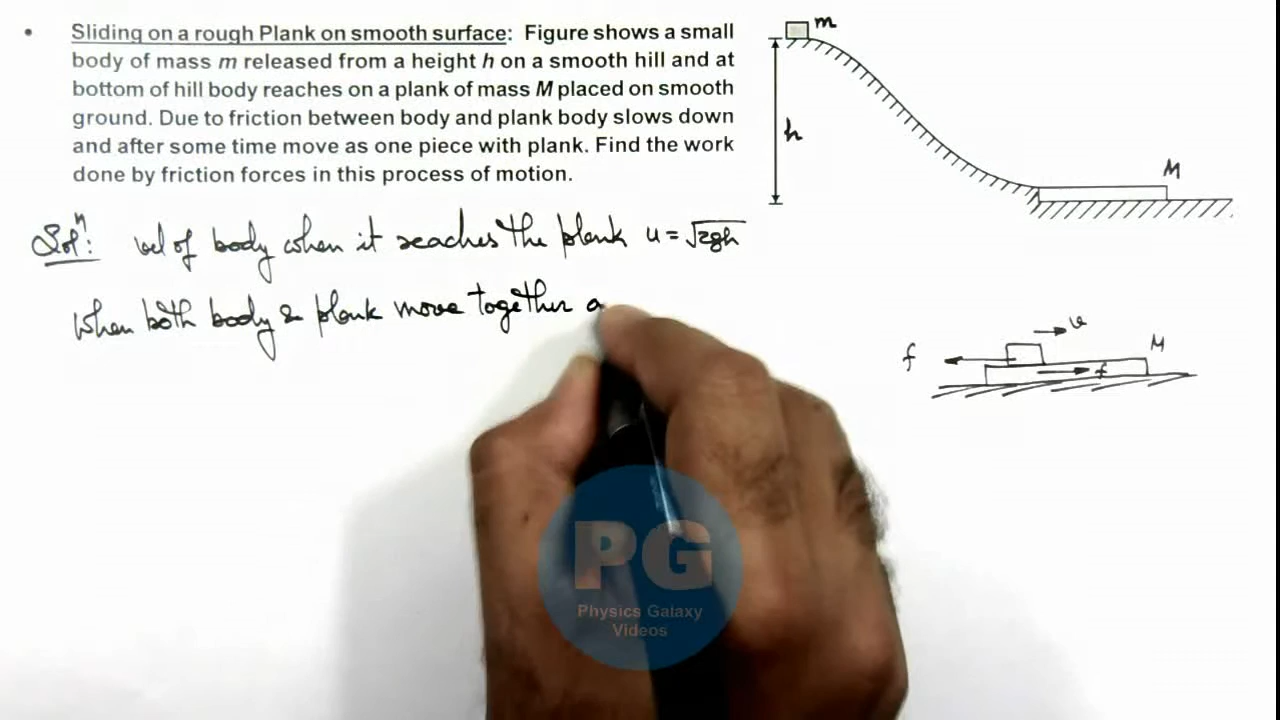 • Sliding on a rough Plank on smooth surface: Figure shows a small
body of mass m released from a height h on a smooth hill and at
bottom of hill body reaches on a plank of mass M placed on smooth
ground. Due to friction between body and plank body slows down
and after some time move as one piece with plank. Find the work
done by friction forces in this process of motion.
m
h
M
Solⁿ: vel of body when it reaches the plank u = √2gh
when both body & plank move together a
f
u
M
f
PG
Physics Galaxy
Videos